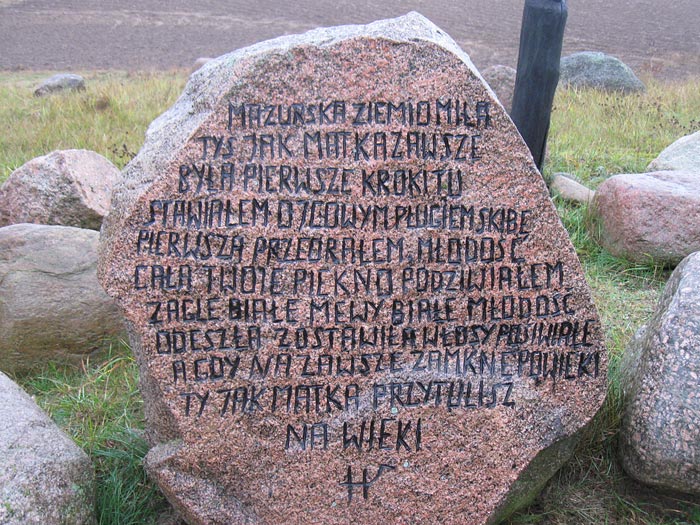 MAZURSKA ZIEMIO MIŁA
TYŚ JAK MATKA ZAWSZE
BYŁA PIERWSZE KROKI TU
STAWIAŁEM OJCOWYM PŁUGIEM SKIBĘ
PIERWSZĄ PRZEORAŁEM, MŁODOŚĆ
CAŁĄ TWOJE PIĘKNO PODZIWIAŁEM
ŻAGLE BIAŁE MEWY BIAŁE MŁODOŚĆ
ODESZŁA ZOSTAWIŁA WŁOSY POSIWIAŁE
A GDY NA ZAWSZE ZAMKNĘ POWIEKI
TY JAK MATKA PRZYTULISZ
NA WIEKI